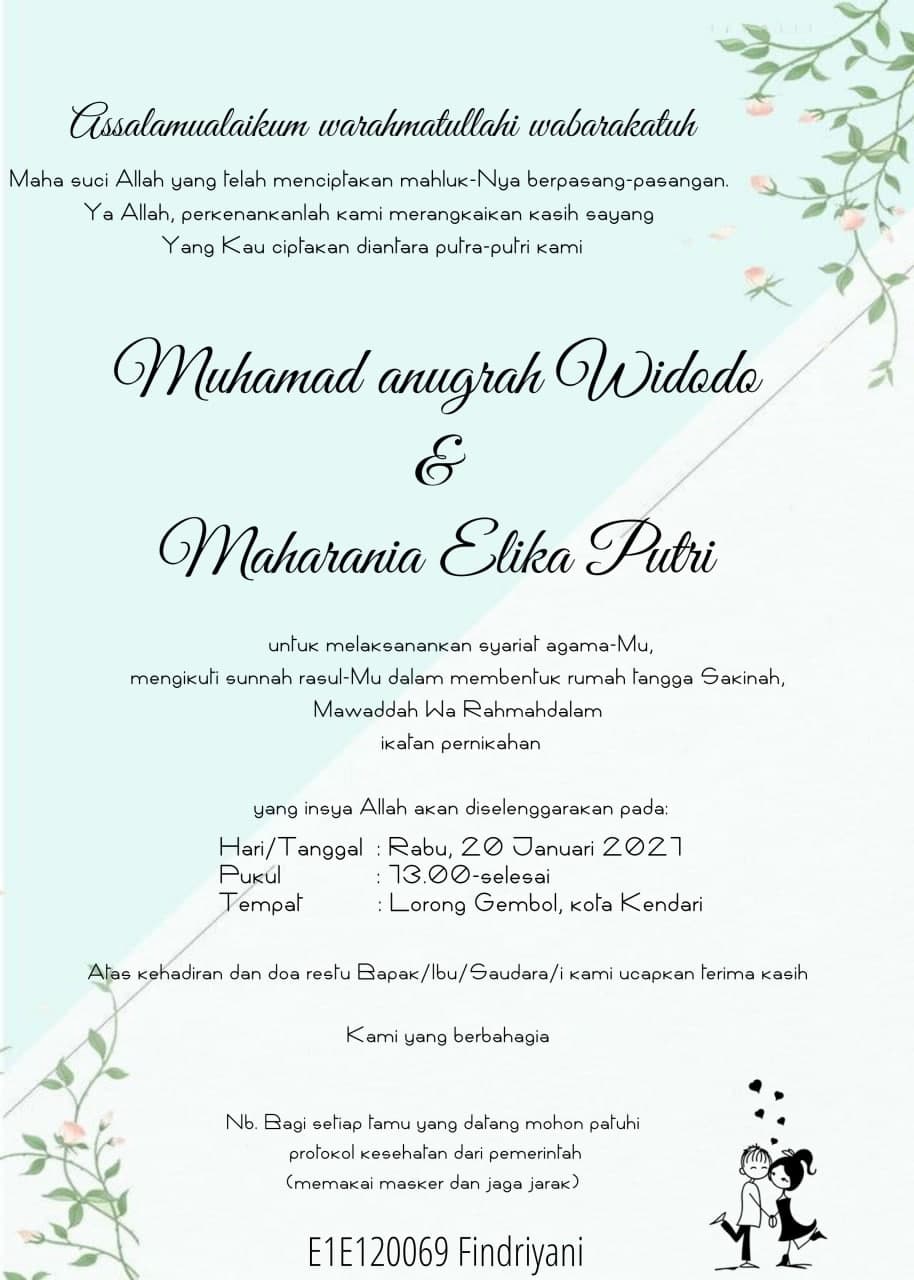 Assalamualaikum warahmatullahi wabarakatuh
Maha suci Allah yang telah menciptakan mahluk-Nya berpasang-pasangan.
Ya Allah, perkenankanlah kami merangkaikan kasih sayang
Yang Kau ciptakan diantara putra-putri kami
Muhamad anugrah Widodo
&
Maharania Elika Putri
untuk melaksanankan syariat agama-Mu,
mengikuti sunnah rasul-Mu dalam membentuk rumah tangga Sakinah,
Mawaddah Wa Rahmahdalam
ikatan pernikahan
yang insya Allah akan diselenggarakan pada:
Hari/Tanggal : Rabu, 20 Januari 2021
Pukul : 13.00-selesai
Tempat : Lorong Gembol, kota Kendari
Atas kehadiran dan doa restu Bapak/Ibu/Saudara/i kami ucapkan terima kasih
Kami yang berbahagia
Nb. Bagi setiap tamu yang datang mohon patuhi
protokol kesehatan dari pemerintah
(memakai masker dan jaga jarak)
E1E120069 Findriyani